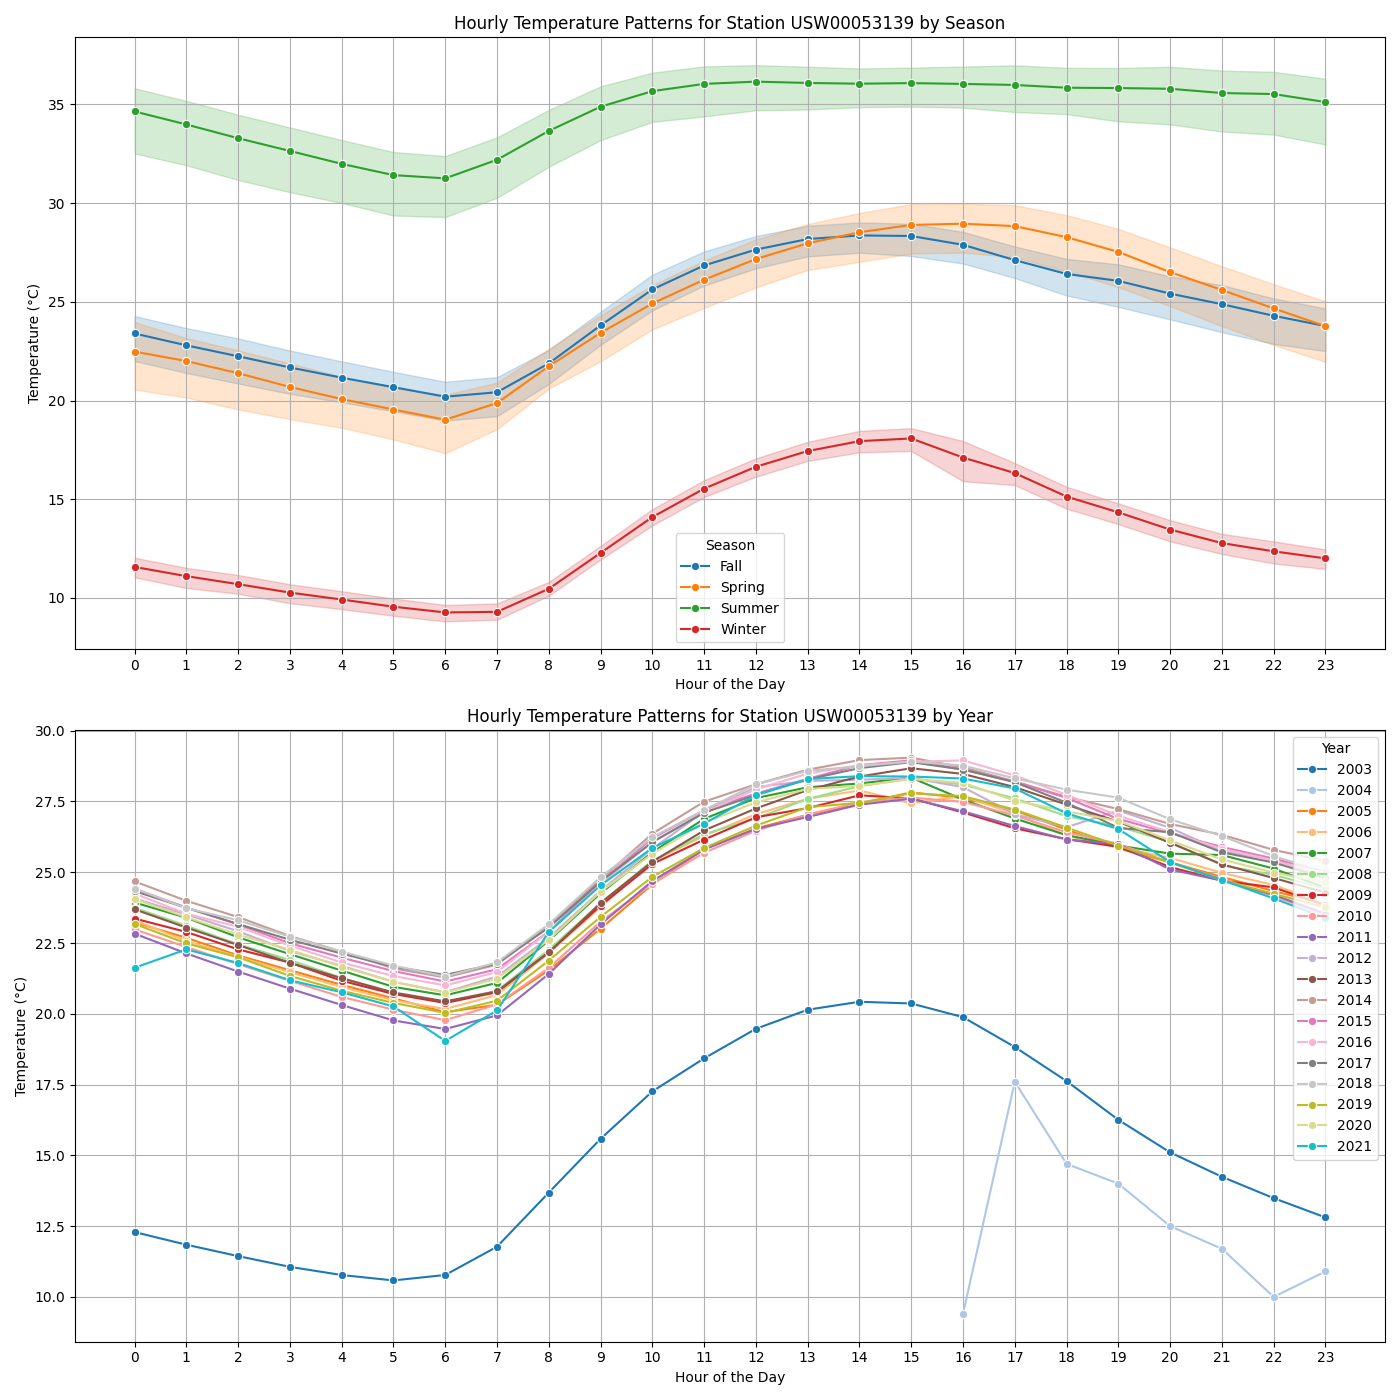 Hourly Temperature Patterns for Station USW00053139 by Season
Temperature (°C)
35
30
25
20
15
10
Season
Fall
Spring
Summer
Winter
0 1 2 3 4 5 6 7 8 9 10 11 12 13 14 15 16 17 18 19 20 21 22 23
Hour of the Day
Hourly Temperature Patterns for Station USW00053139 by Year
Temperature (°C)
30.0
27.5
25.0
22.5
20.0
17.5
15.0
12.5
10.0
Year
2003
2004
2005
2006
2007
2008
2009
2010
2011
2012
2013
2014
2015
2016
2017
2018
2019
2020
2021
0 1 2 3 4 5 6 7 8 9 10 11 12 13 14 15 16 17 18 19 20 21 22 23
Hour of the Day